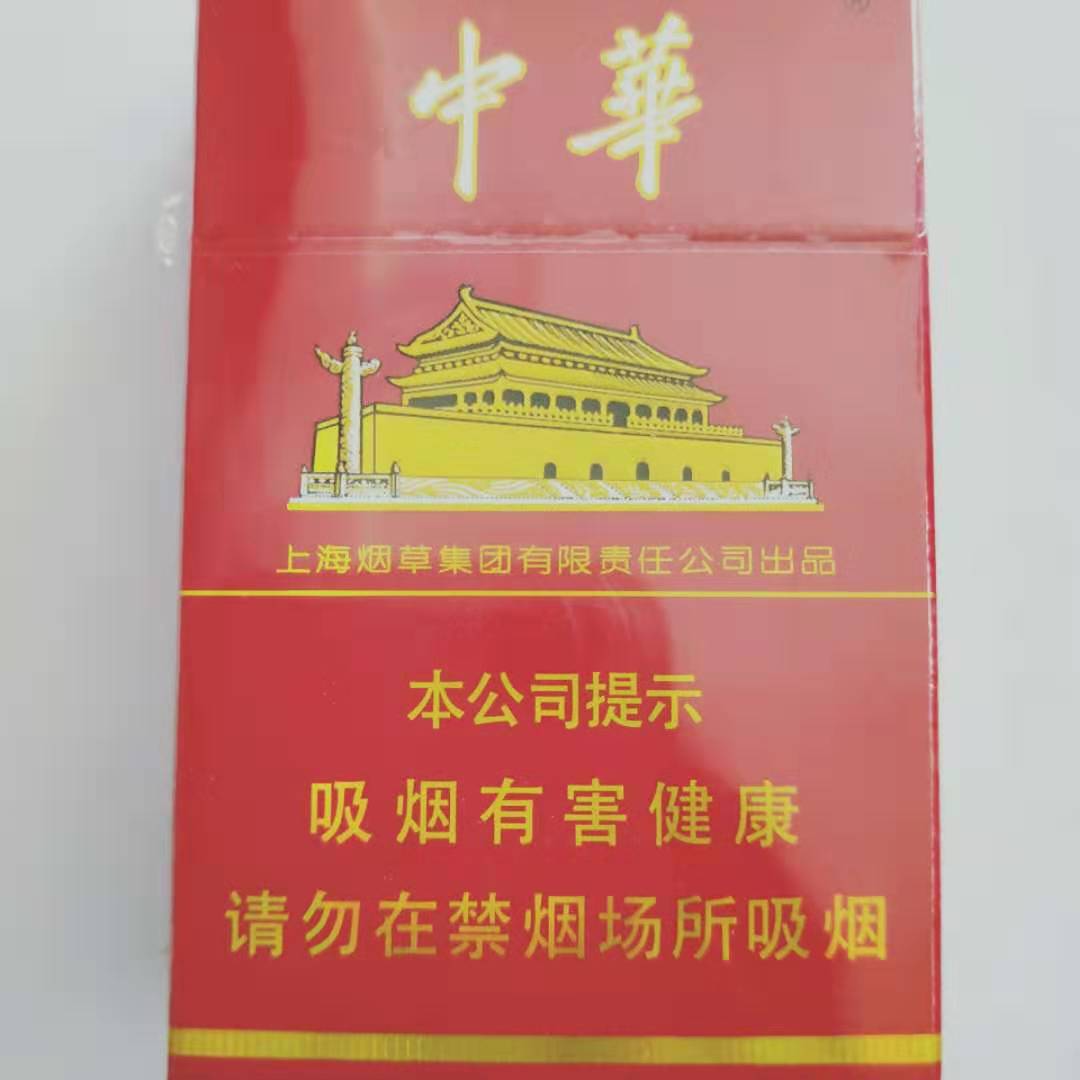 中華
上海烟草集团有限责任公司出品
本公司提示
吸烟有害健康
请勿在禁烟场所吸烟